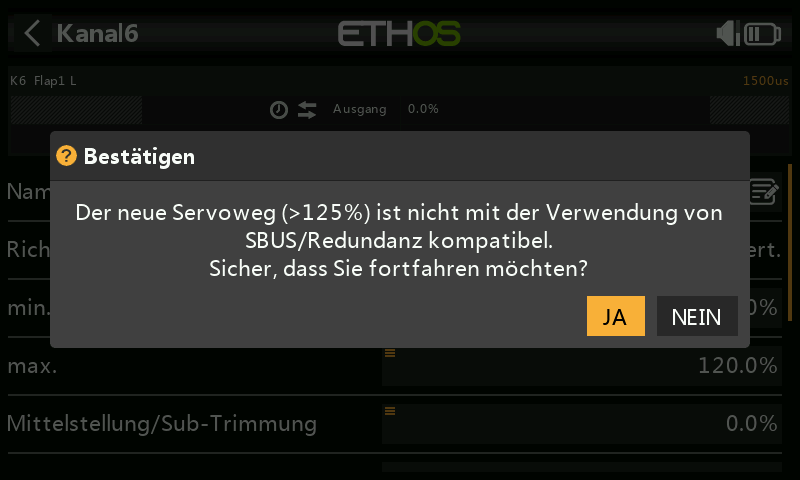 Kanal6
ETHOS
K6 Flap1 L
1500us
Ausgang 0.0%
Bestätigen
Nam
Der neue Servoweg (>125%) ist nicht mit der Verwendung von
SBUS/Redundanz kompatibel.
Sicher, dass Sie fortfahren möchten?
Rich
ert.
min.
0%
JA
NEIN
max.
120.0%
Mittelstellung/Sub-Trimmung
0.0%